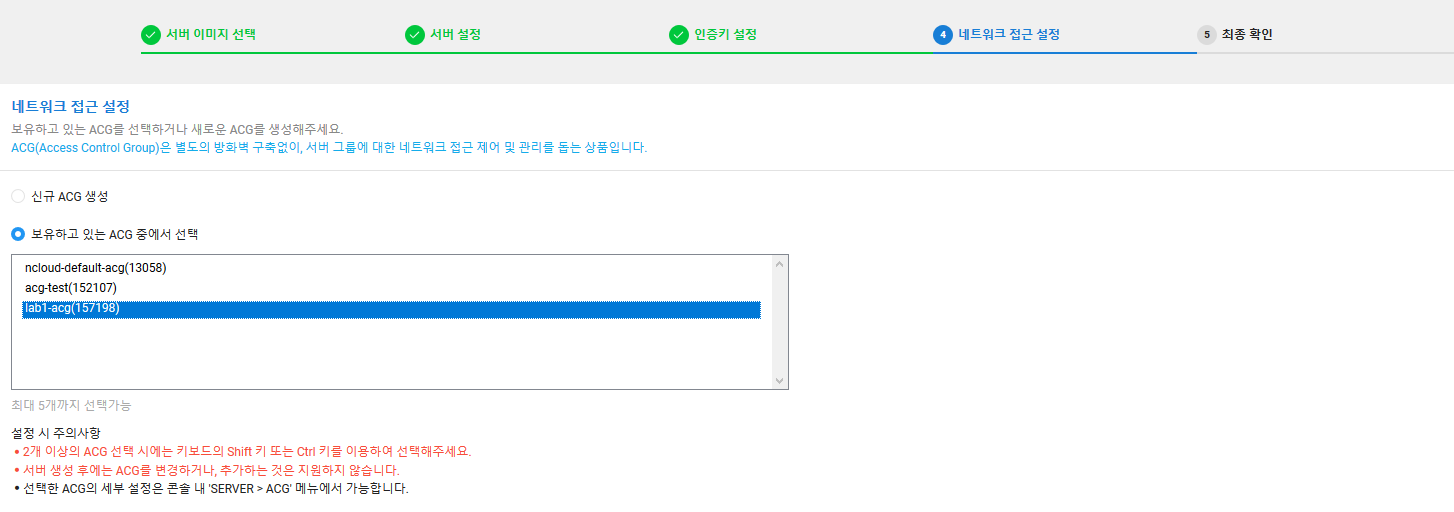 서버 이미지 선택
서버 설정
인증키 설정
4 네트워크 접근 설정
5 최종 확인
네트워크 접근 설정
보유하고 있는 ACG를 선택하거나 새로운 ACG를 생성해주세요.
ACG(Access Control Group)은 별도의 방화벽 구축없이, 서버 그룹에 대한 네트워크 접근 제어 및 관리를 돕는 상품입니다.
신규 ACG 생성
보유하고 있는 ACG 중에서 선택
ncloud-default-acg(13058)
acg-test(152107)
lab1-acg(157198)
최대 5개까지 선택가능
설정 시 주의사항
• 2개 이상의 ACG 선택 시에는 키보드의 Shift 키 또는 Ctrl 키를 이용하여 선택해주세요.
• 서버 생성 후에는 ACG를 변경하거나, 추가하는 것은 지원하지 않습니다.
• 선택한 ACG의 세부 설정은 콘솔 내 'SERVER > ACG' 메뉴에서 가능합니다.